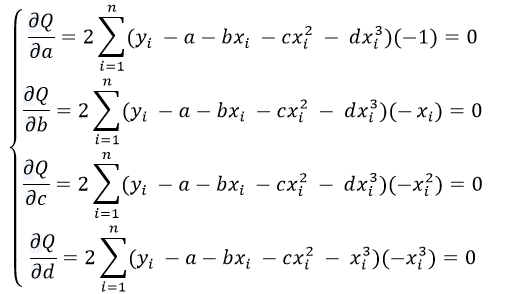 ∂Q/∂a = 2 ∑_{i=1}^{n} (y_i − a − bx_i − cx_i^2 − dx_i^3)(−1) = 0
∂Q/∂b = 2 ∑_{i=1}^{n} (y_i − a − bx_i − cx_i^2 − dx_i^3)(−x_i) = 0
∂Q/∂c = 2 ∑_{i=1}^{n} (y_i − a − bx_i − cx_i^2 − dx_i^3)(−x_i^2) = 0
∂Q/∂d = 2 ∑_{i=1}^{n} (y_i − a − bx_i − cx_i^2 − x_i^3)(−x_i^3) = 0